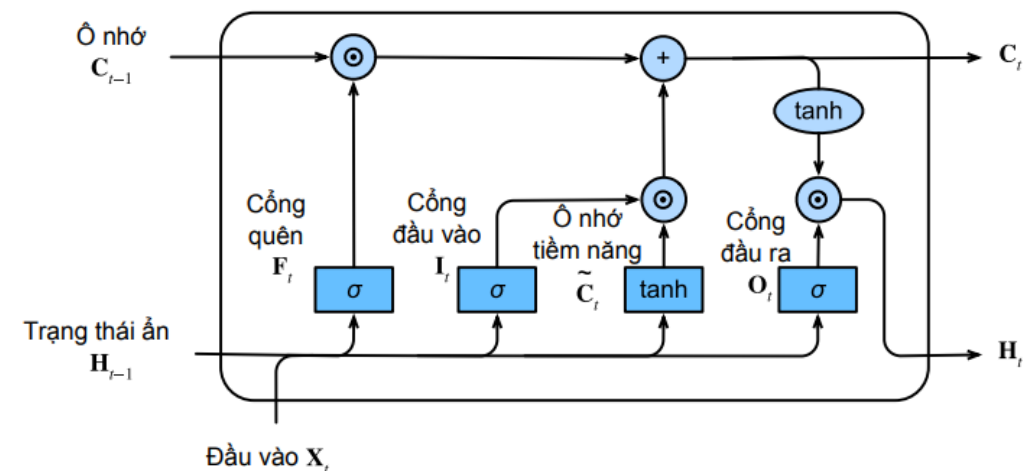 Ô nhớ
C_{t-1}
⊙
+
C_t
tanh
⊙
⊙
Cổng
quên
F_t
σ
Cổng
đầu vào
I_t
σ
Ô nhớ
tiềm năng
C̃_t
tanh
Cổng
đầu ra
O_t
σ
Trạng thái ẩn
H_{t-1}
H_t
Đầu vào X_t